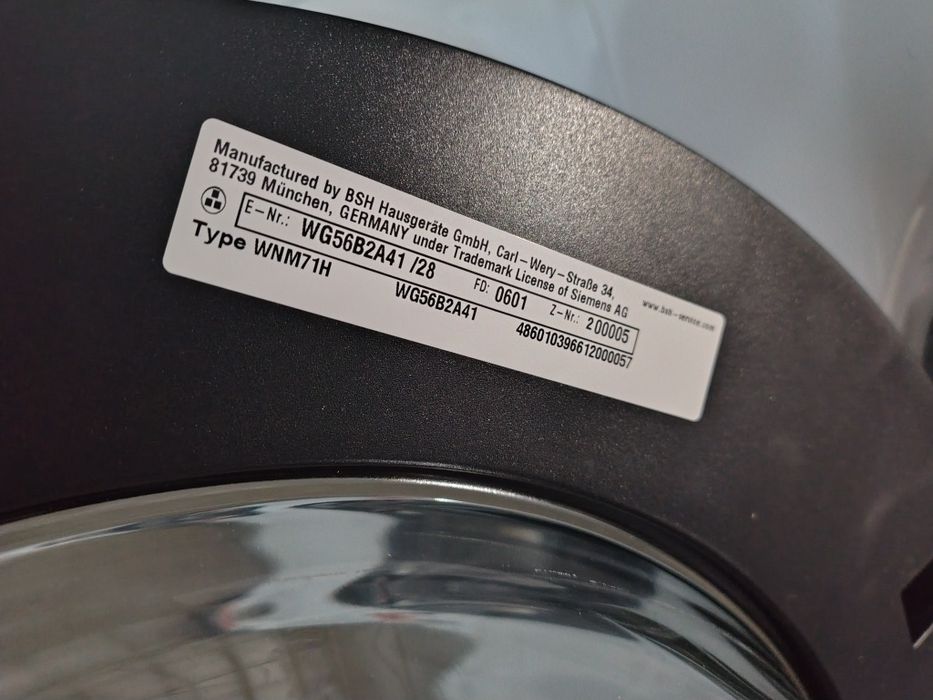 Manufactured by BSH Hausgeräte GmbH, Carl-Wery-Straße 34,
81739 München, GERMANY under Trademark License of Siemens AG
www.bsh-service.com
E-Nr.: WG56B2A41 /28 FD: 0601 Z-Nr.: 200005
Type WNM71H WG56B2A41 486010396612000057